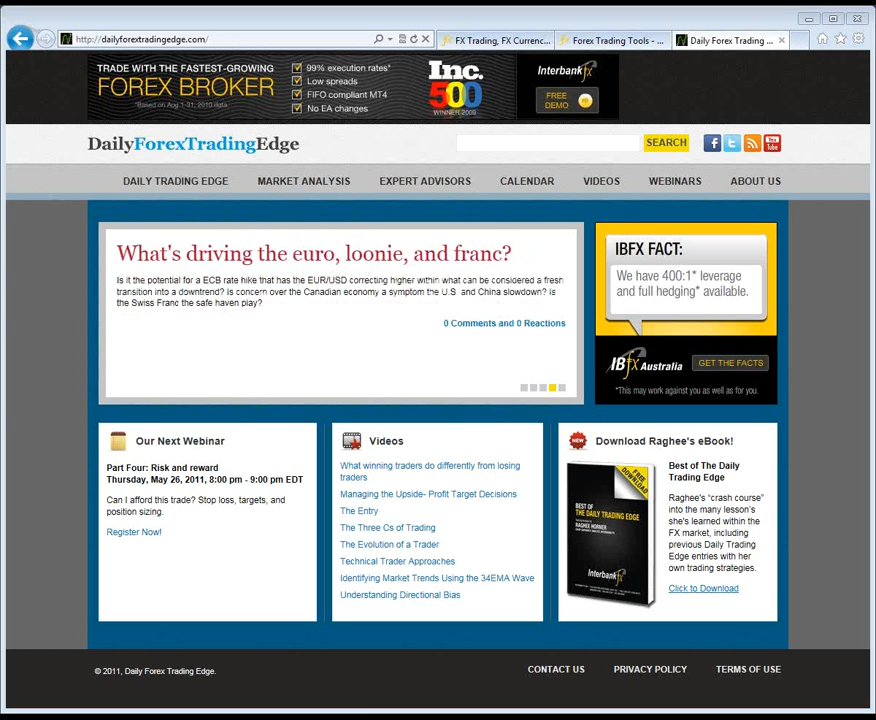 http://dailyforextradingedge.com/
FX Trading, FX Currenc...
Forex Trading Tools - ...
Daily Forex Trading ...
TRADE WITH THE FASTEST-GROWING
FOREX BROKER
*Based on Aug 1-31, 2010 data.
99% execution rates*
Low spreads
FIFO compliant MT4
No EA changes
Inc.
500
WINNER 2009
Interbankfx
FREE
DEMO
DailyForexTradingEdge
SEARCH
You
Tube
DAILY TRADING EDGE
MARKET ANALYSIS
EXPERT ADVISORS
CALENDAR
VIDEOS
WEBINARS
ABOUT US
What's driving the euro, loonie, and franc?
Is it the potential for a ECB rate hike that has the EUR/USD correcting higher within what can be considered a fresh
transition into a downtrend? Is concern over the Canadian economy a symptom the U.S. and China slowdown? Is
the Swiss Franc the safe haven play?
0 Comments and 0 Reactions
IBFX FACT:
We have 400:1* leverage
and full hedging* available.
IBfx Australia
GET THE FACTS
*This may work against you as well as for you.
Our Next Webinar
Part Four: Risk and reward
Thursday, May 26, 2011, 8:00 pm - 9:00 pm EDT
Can I afford this trade? Stop loss, targets, and
position sizing.
Register Now!
Videos
What winning traders do differently from losing
traders
Managing the Upside- Profit Target Decisions
The Entry
The Three Cs of Trading
The Evolution of a Trader
Technical Trader Approaches
Identifying Market Trends Using the 34EMA Wave
Understanding Directional Bias
NEW
Download Raghee's eBook!
FREE
DOWNLOAD
BEST OF
THE DAILY TRADING EDGE
RAGHEE HORNER
Interbankfx
Best of The Daily
Trading Edge
Raghee's "crash course"
into the many lesson's
she's learned within the
FX market, including
previous Daily Trading
Edge entries with her
own trading strategies.
Click to Download
© 2011, Daily Forex Trading Edge.
CONTACT US
PRIVACY POLICY
TERMS OF USE